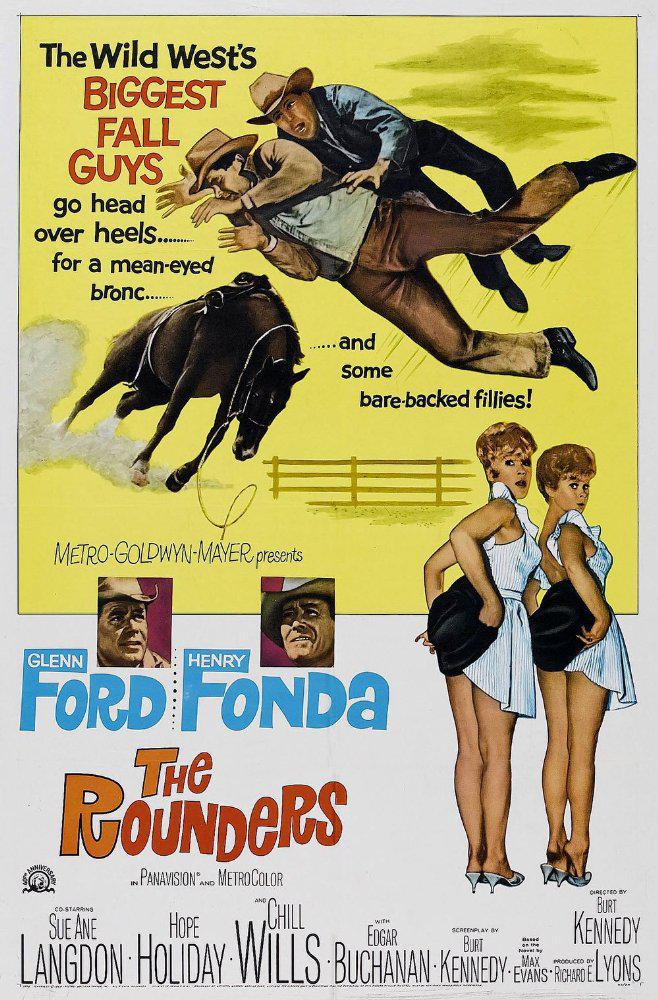 The Wild West's
BIGGEST
FALL
GUYS
go head
over heels........
for a mean-eyed
bronc......
......and
some
bare-backed fillies!
METRO-GOLDWYN-MAYER presents
GLENN
FORD
HENRY
FONDA
THE
ROUNDERS
IN PANAVISION® AND METROCOLOR
40TH ANNIVERSARY
CO-STARRING
SUE ANE
LANGDON ·
HOPE
HOLIDAY ·
AND CHILL
WILLS ·
WITH
EDGAR
BUCHANAN ·
SCREENPLAY BY
BURT
KENNEDY ·
Based
on the
Novel by
MAX
EVANS ·
PRODUCED BY
RICHARD E. LYONS
DIRECTED BY
BURT
KENNEDY